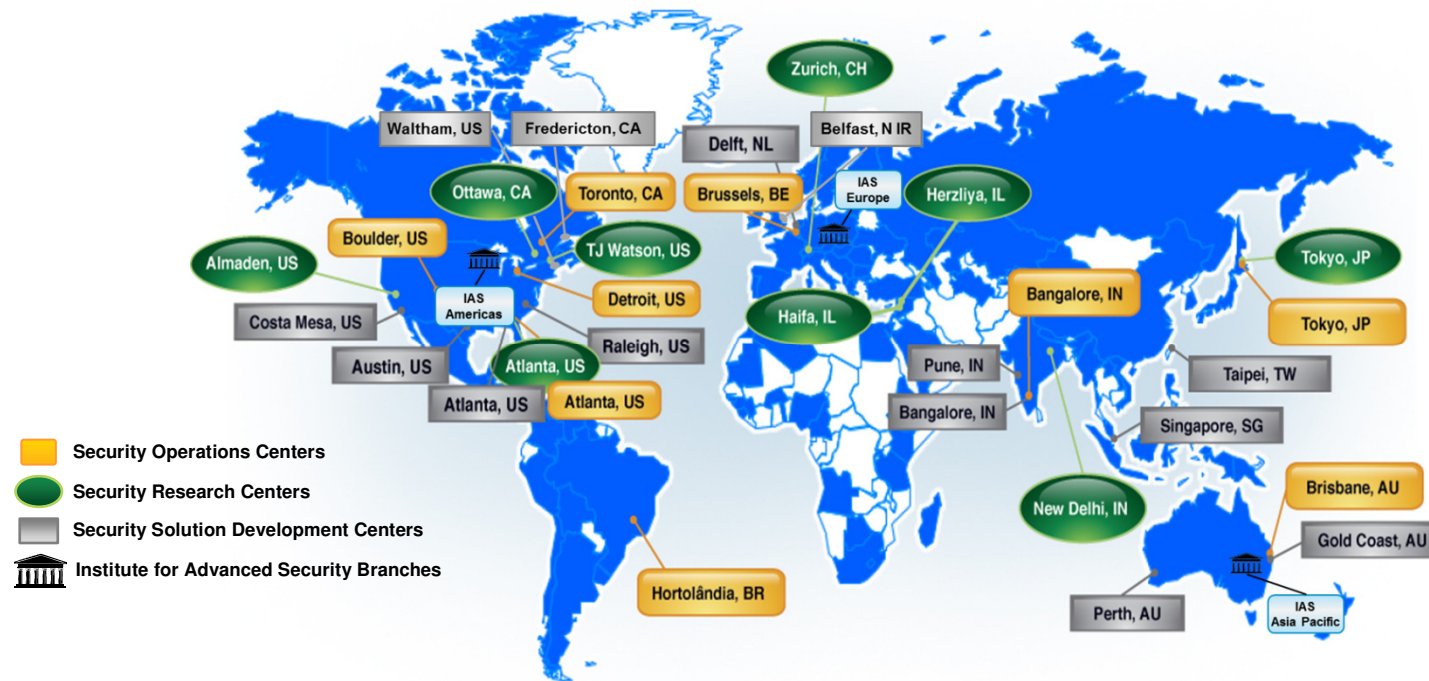 Zurich, CH
Waltham, US
Fredericton, CA
Delft, NL
Belfast, N IR
Ottawa, CA
Toronto, CA
Brussels, BE
IAS
Europe
Herzliya, IL
Boulder, US
TJ Watson, US
Almaden, US
Tokyo, JP
IAS
Americas
Detroit, US
Bangalore, IN
Costa Mesa, US
Haifa, IL
Tokyo, JP
Raleigh, US
Austin, US
Atlanta, US
Pune, IN
Taipei, TW
Atlanta, US
Atlanta, US
Bangalore, IN
Singapore, SG
Security Operations Centers
Security Research Centers
Security Solution Development Centers
Institute for Advanced Security Branches
New Delhi, IN
Brisbane, AU
Gold Coast, AU
Hortolândia, BR
Perth, AU
IAS
Asia Pacific